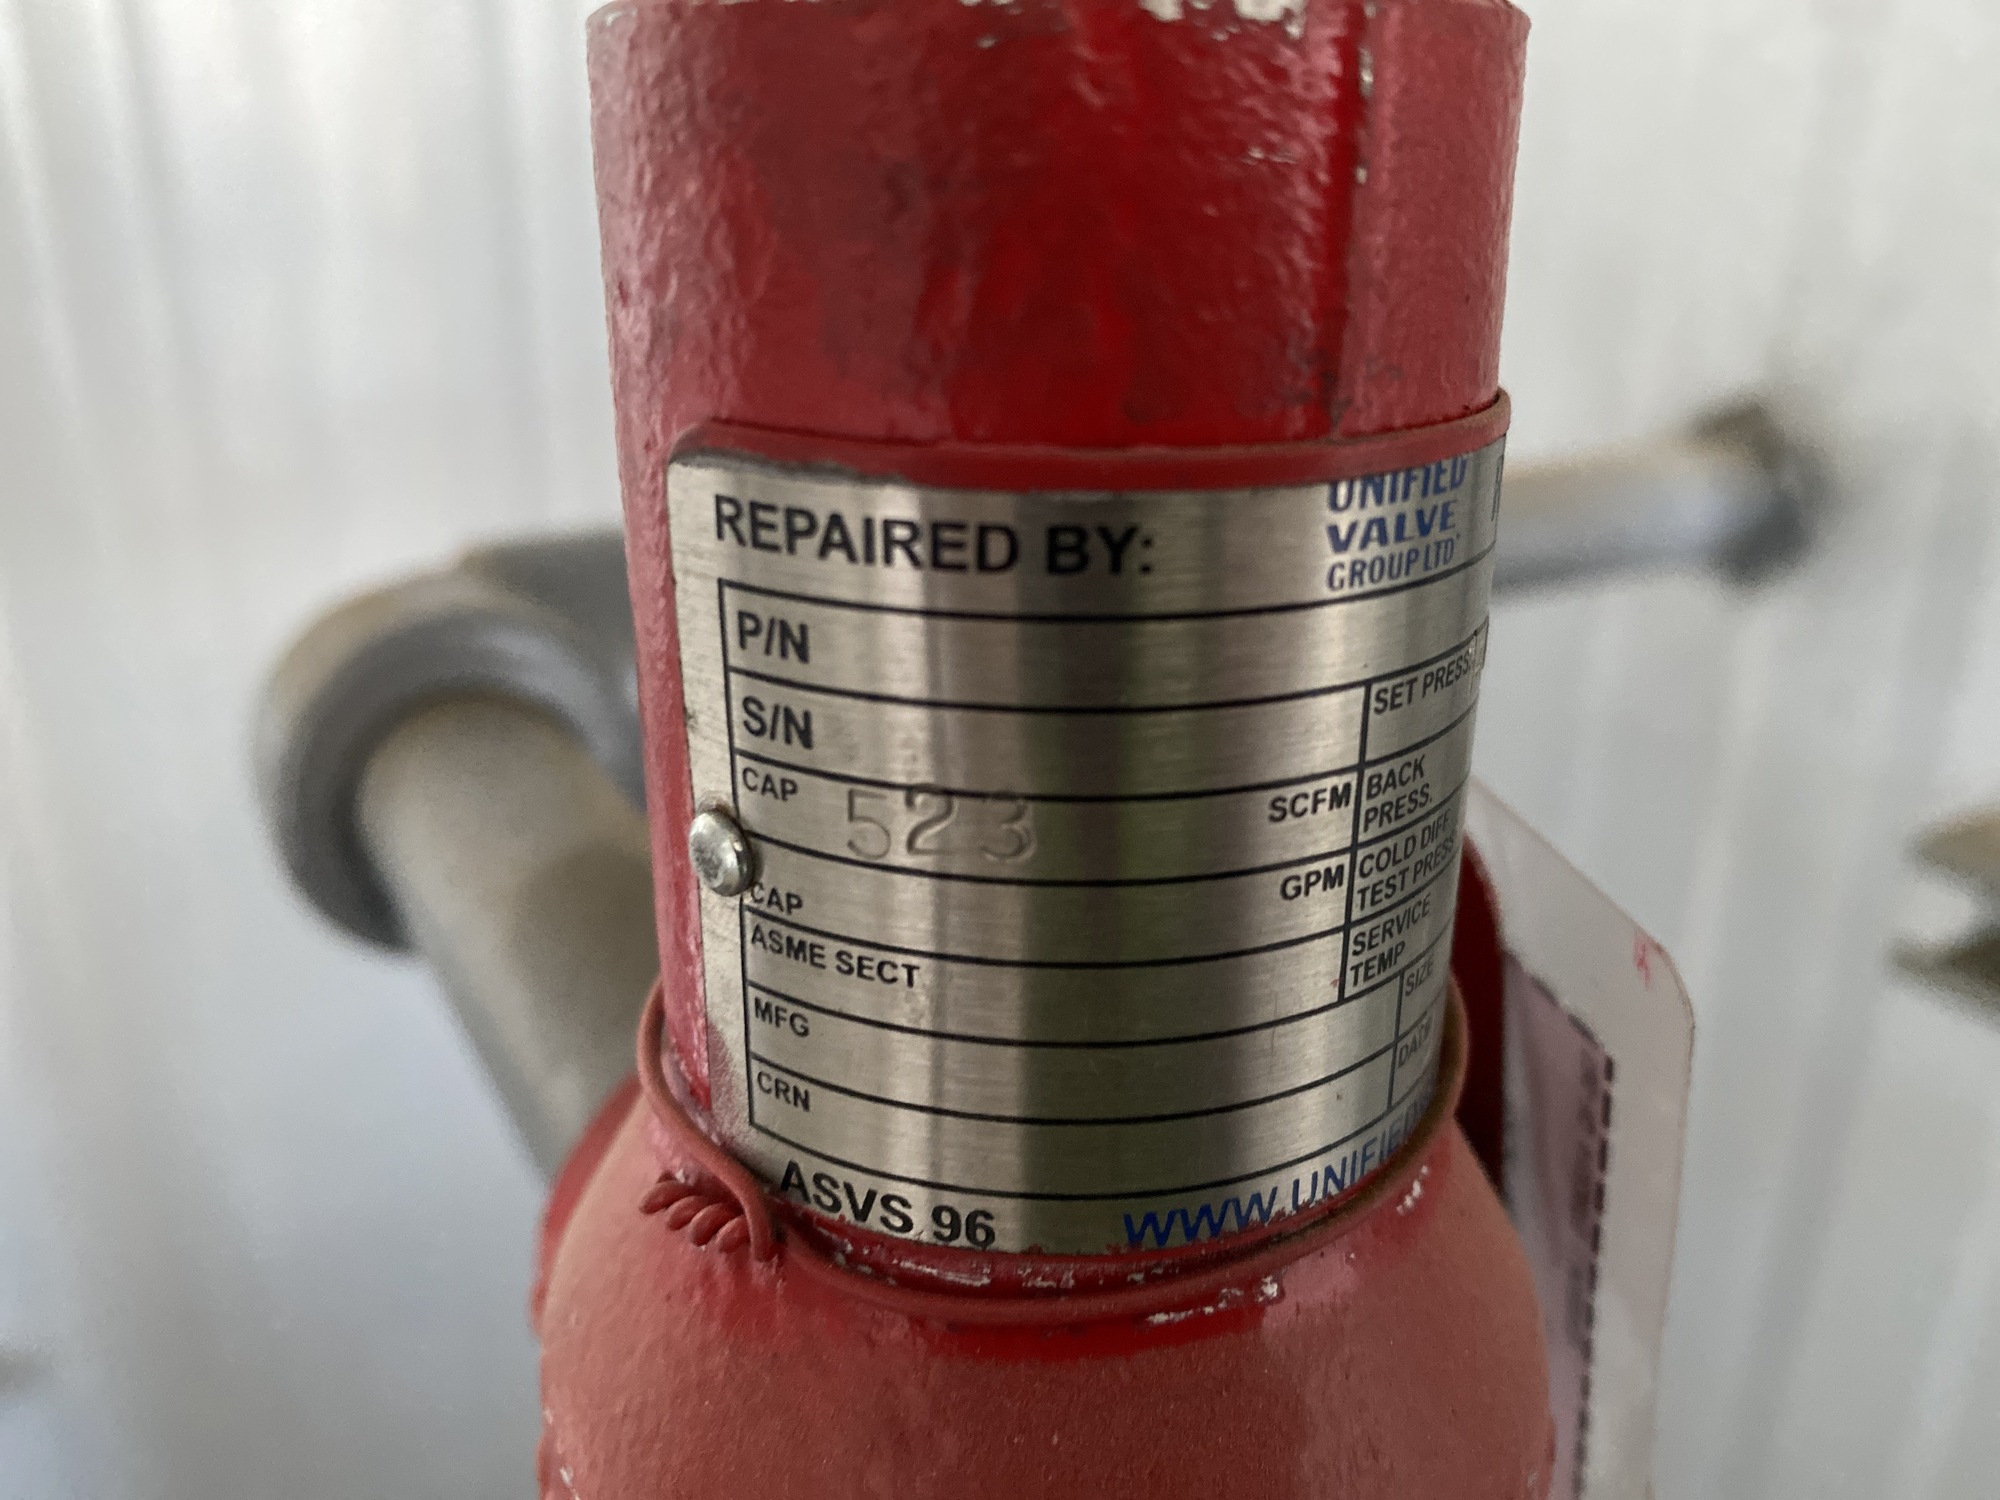 REPAIRED BY:
UNIFIED
VALVE
GROUP LTD.
P/N
S/N
SET PRESS.
CAP 523 SCFM
BACK
PRESS.
CAP GPM
COLD DIFF
TEST PRESS
ASME SECT
SERVICE
TEMP
MFG
SIZE
CRN
ASVS 96
WWW.UNIFIED